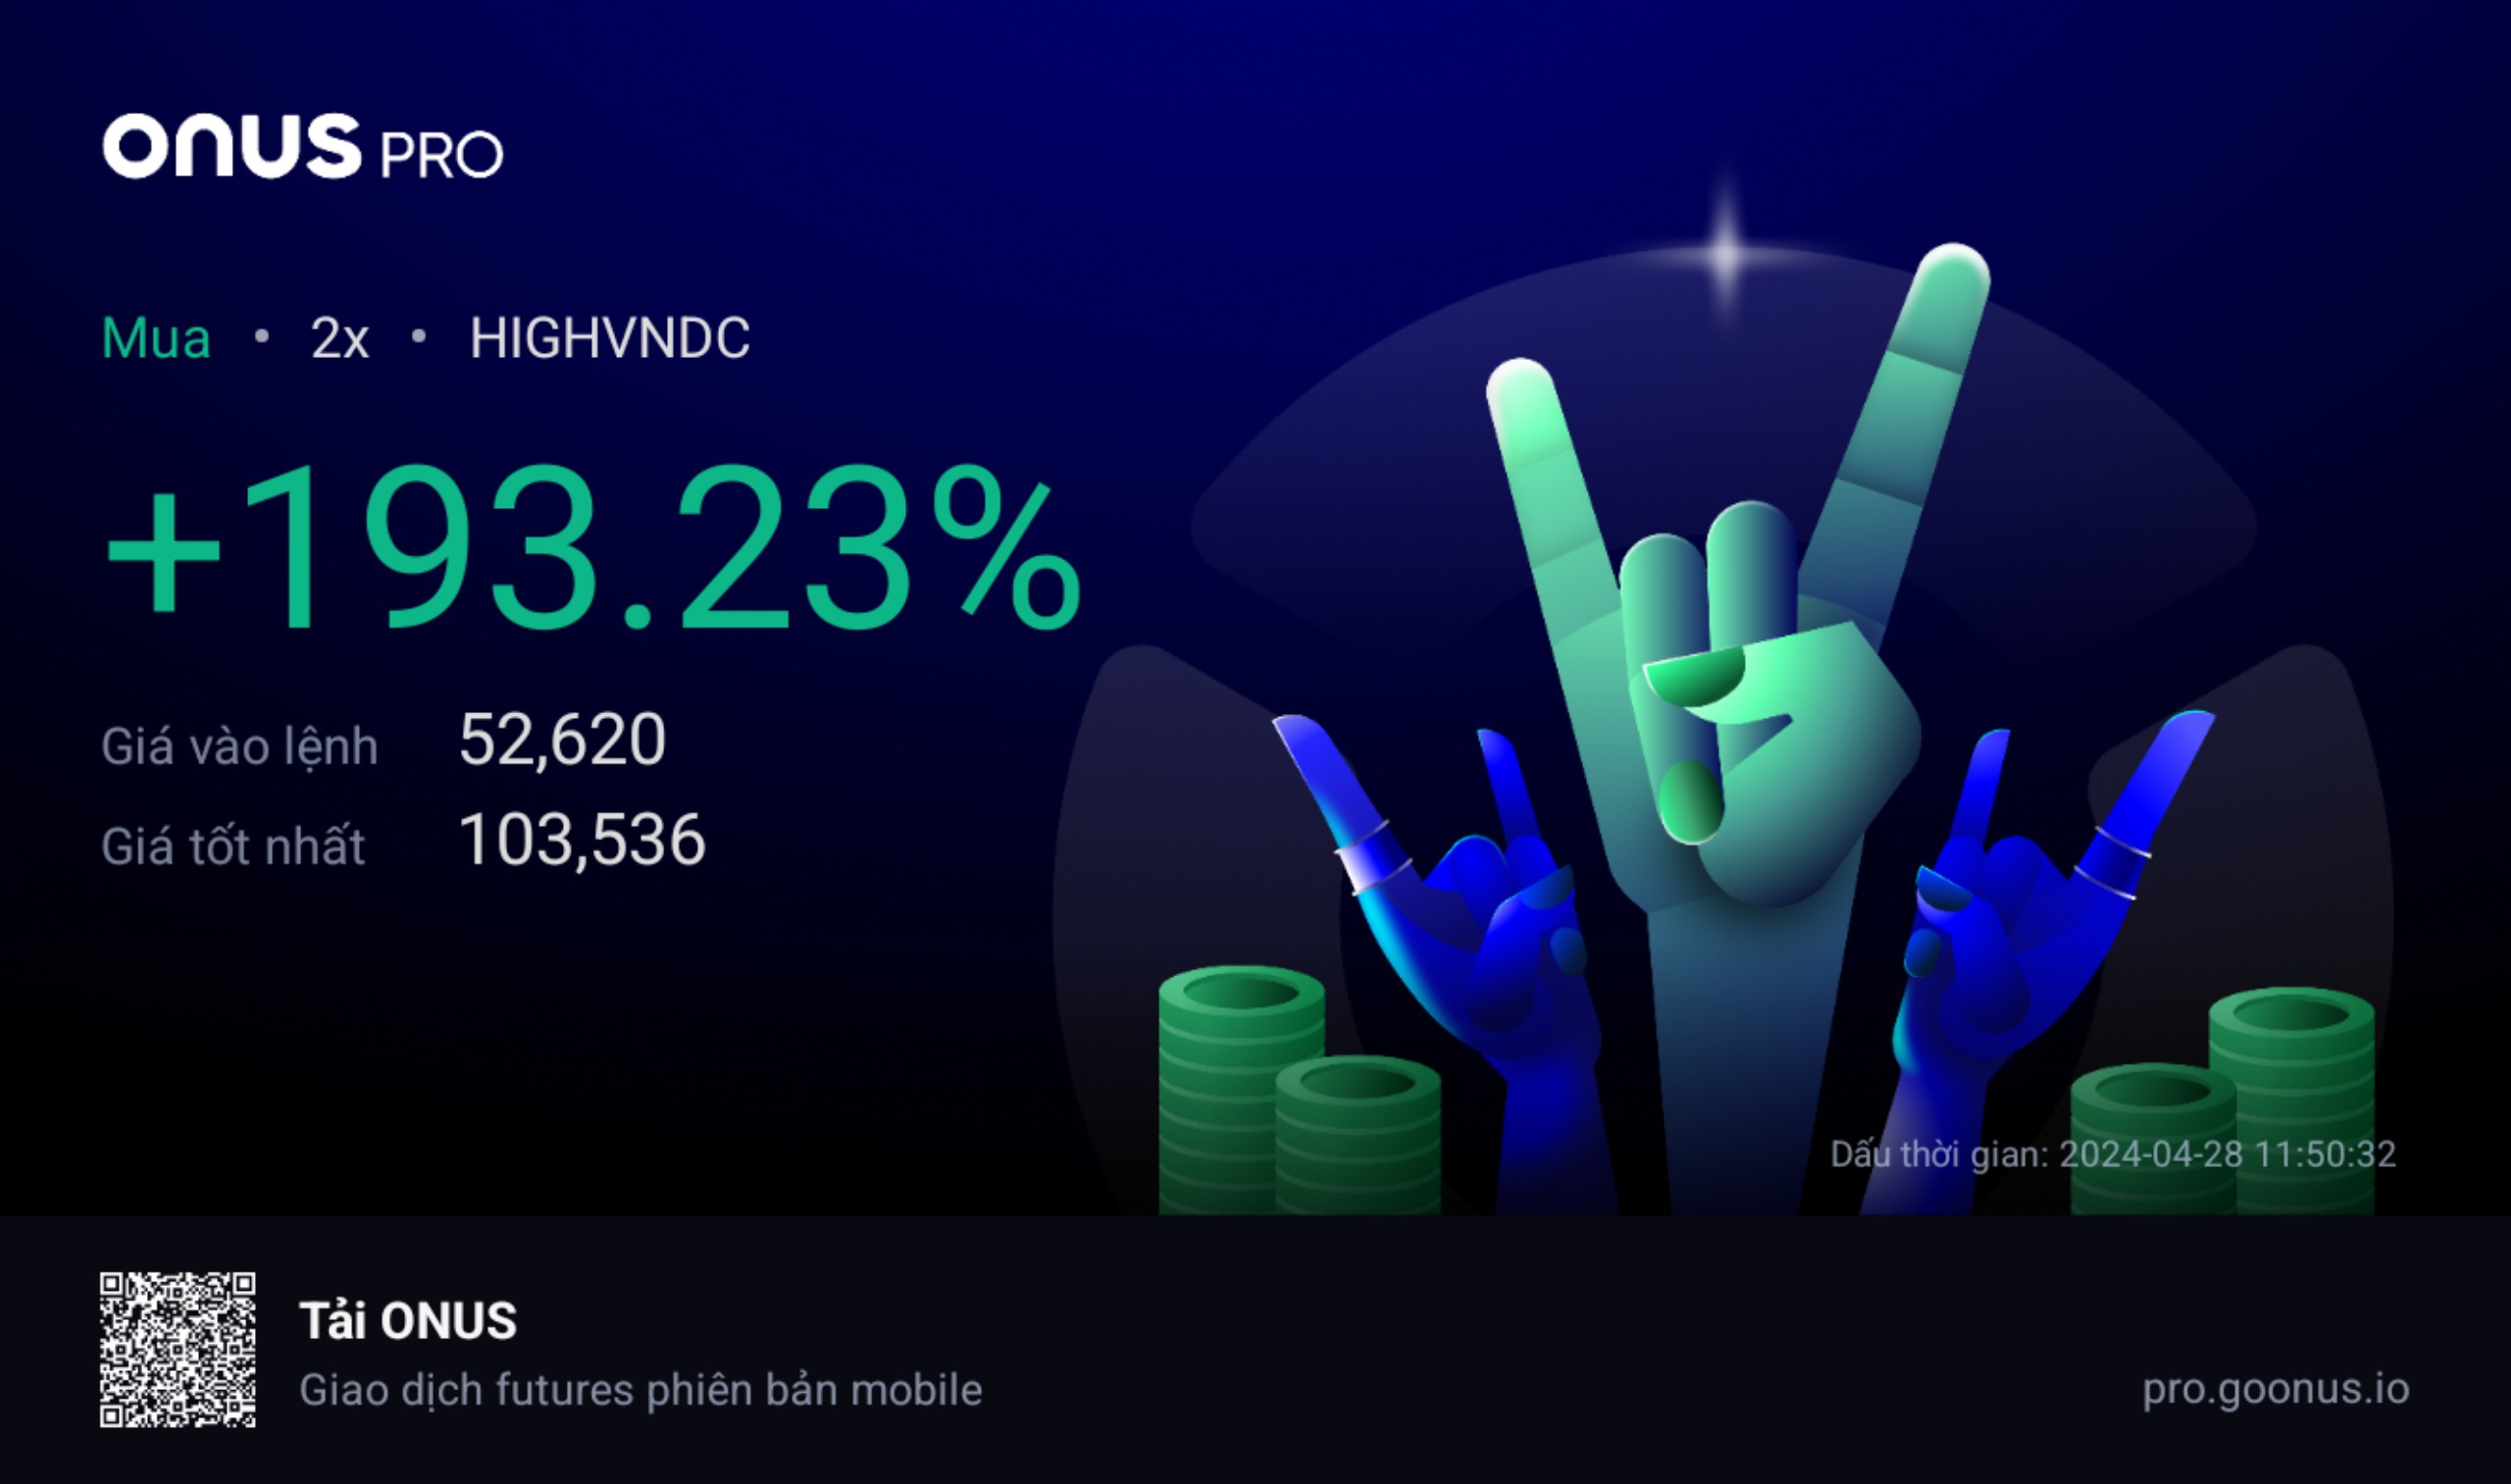 onus PRO
Mua • 2x • HIGHVNDC
+193.23%
Giá vào lệnh 52,620
Giá tốt nhất 103,536
Dấu thời gian: 2024-04-28 11:50:32
Tải ONUS
Giao dịch futures phiên bản mobile
pro.goonus.io